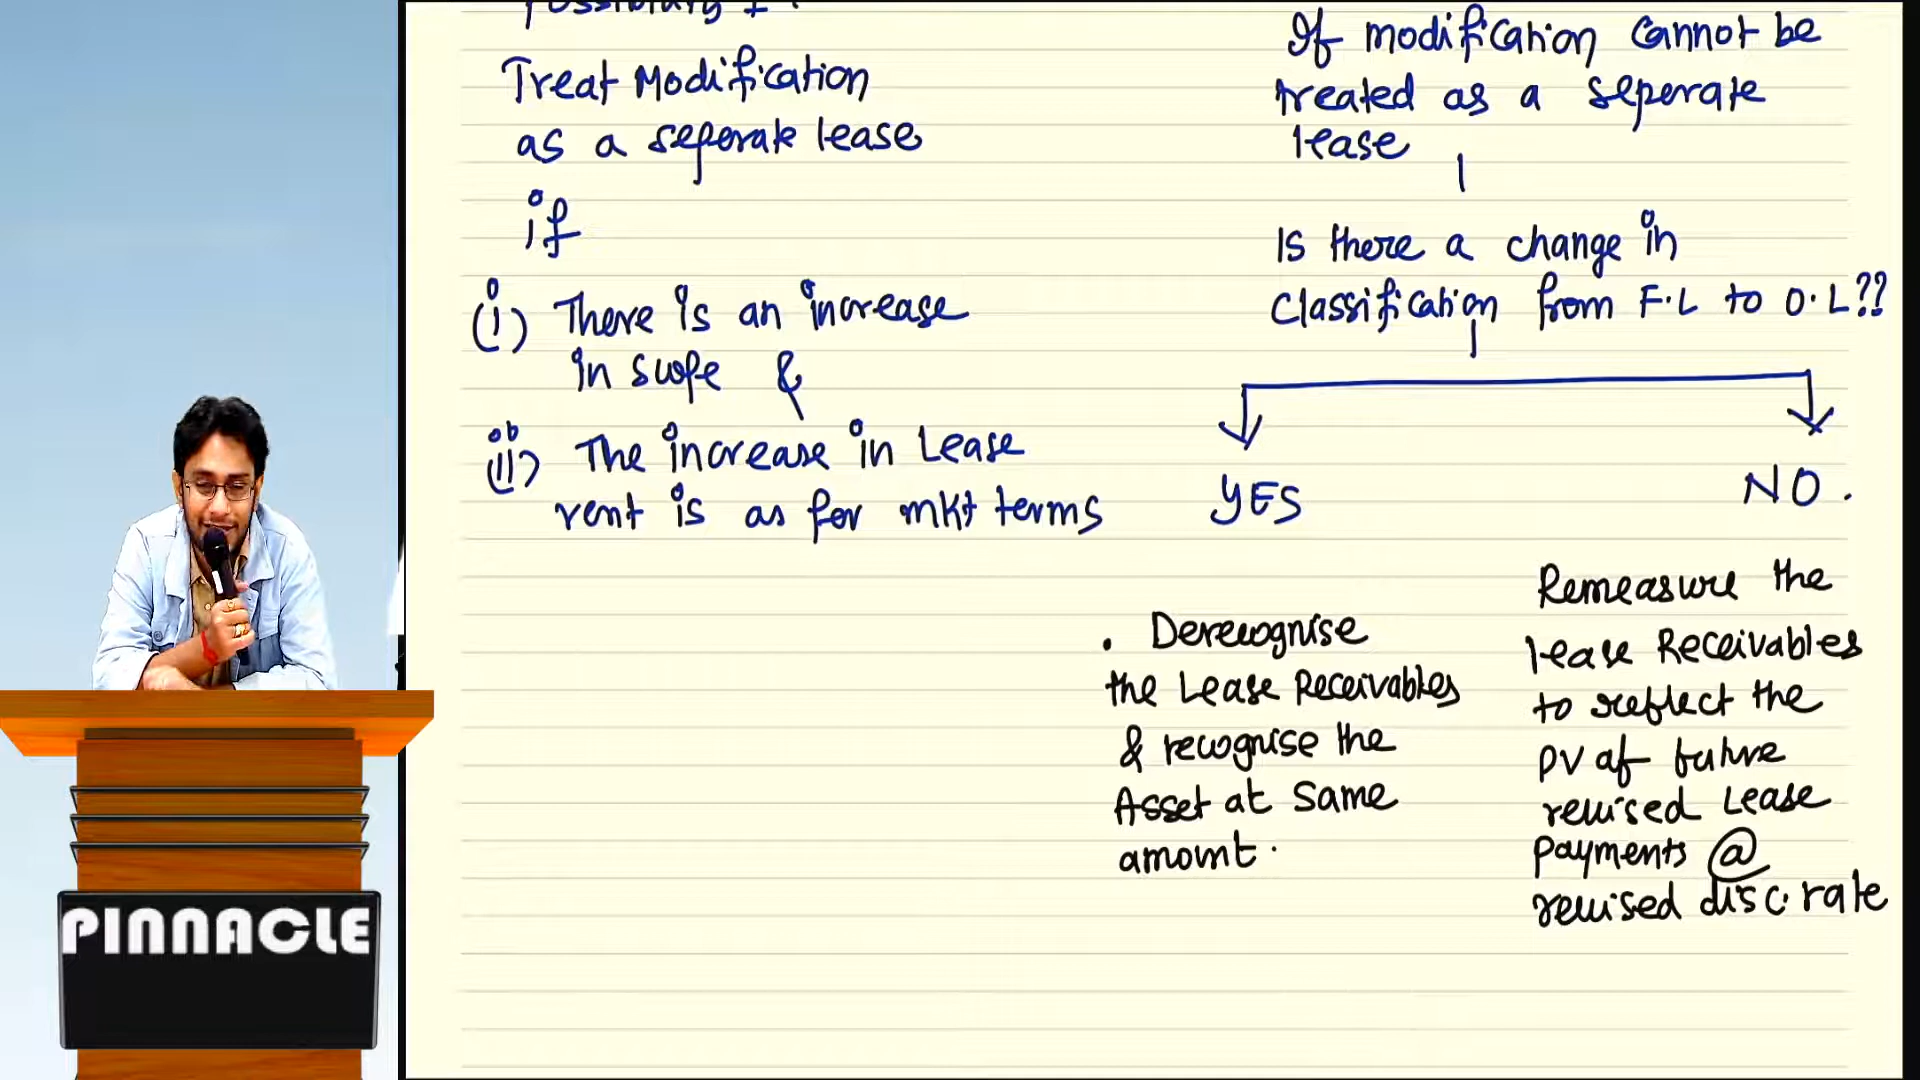 Possibility I :
Treat Modification
as a seperate lease
if
(i) There is an increase
in scope &
(ii) The increase in Lease
rent is as per mkt terms
If modification cannot be
treated as a seperate
lease
Is there a change in
Classification from F.L to O.L??
YES
NO.
. Derecognise
the Lease Receivables
& recognise the
Asset at same
amount.
Remeasure the
lease Receivables
to reflect the
PV of future
revised Lease
payments @
revised disc. rate
PINNACLE